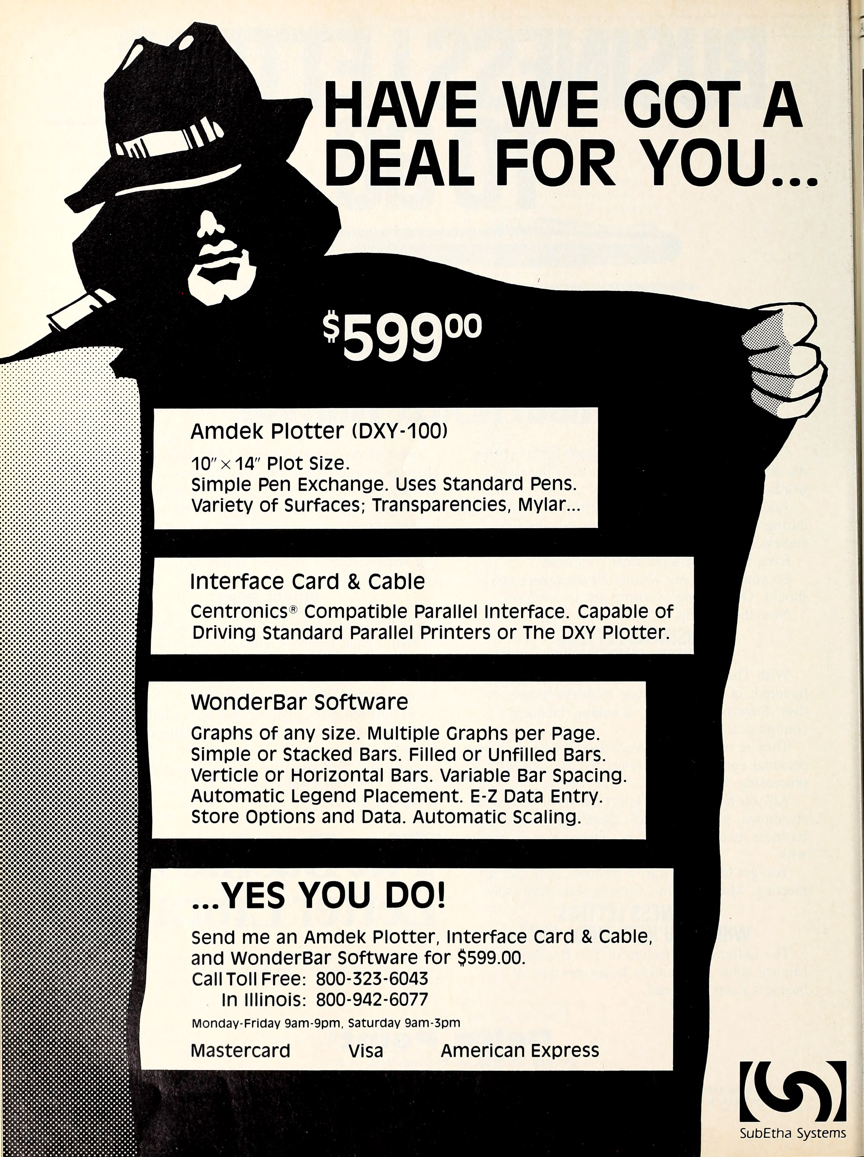 HAVE WE GOT A
DEAL FOR YOU...
$599⁰⁰
Amdek Plotter (DXY-100)
10" × 14" Plot Size.
Simple Pen Exchange. Uses Standard Pens.
Variety of Surfaces; Transparencies, Mylar...
Interface Card & Cable
Centronics® Compatible Parallel Interface. Capable of
Driving Standard Parallel Printers or The DXY Plotter.
WonderBar Software
Graphs of any size. Multiple Graphs per Page.
Simple or Stacked Bars. Filled or Unfilled Bars.
Verticle or Horizontal Bars. Variable Bar Spacing.
Automatic Legend Placement. E-Z Data Entry.
Store Options and Data. Automatic Scaling.
...YES YOU DO!
Send me an Amdek Plotter, Interface Card & Cable,
and WonderBar Software for $599.00.
Call Toll Free: 800-323-6043
In Illinois: 800-942-6077
Monday-Friday 9am-9pm, Saturday 9am-3pm
Mastercard Visa American Express
SubEtha Systems